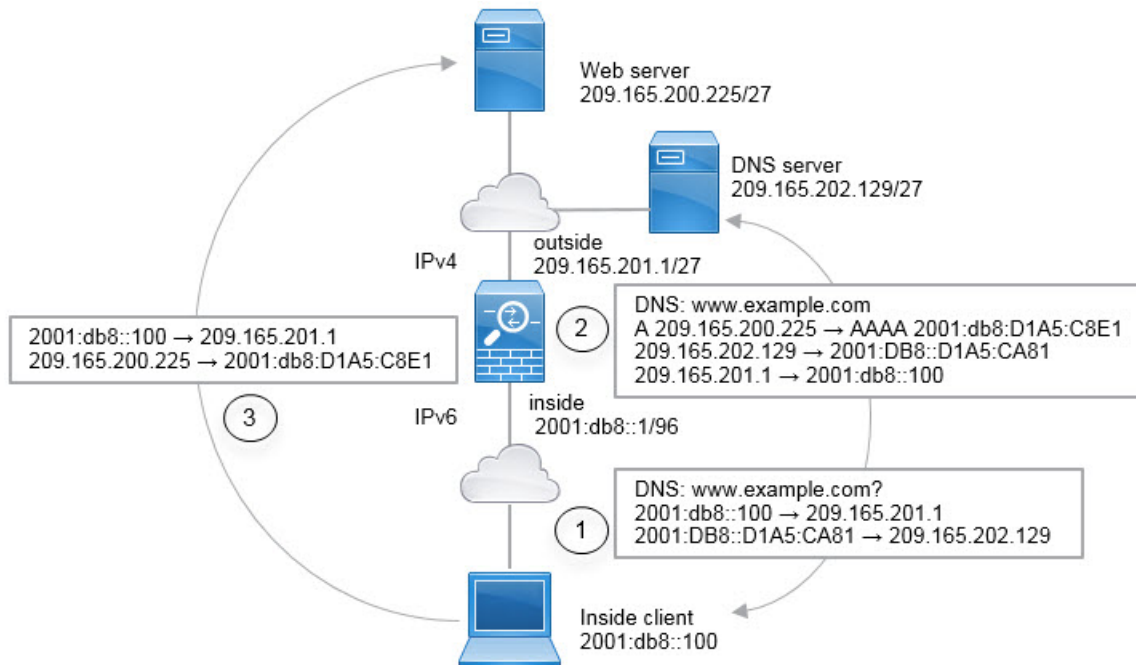 Web server
209.165.200.225/27
DNS server
209.165.202.129/27
outside
209.165.201.1/27
IPv4
2
DNS: www.example.com
A 209.165.200.225 → AAAA 2001:db8:D1A5:C8E1
209.165.202.129 → 2001:DB8::D1A5:CA81
209.165.201.1 → 2001:db8::100
2001:db8::100 → 209.165.201.1
209.165.200.225 → 2001:db8:D1A5:C8E1
3
IPv6
inside
2001:db8::1/96
1
DNS: www.example.com?
2001:db8::100 → 209.165.201.1
2001:DB8::D1A5:CA81 → 209.165.202.129
Inside client
2001:db8::100